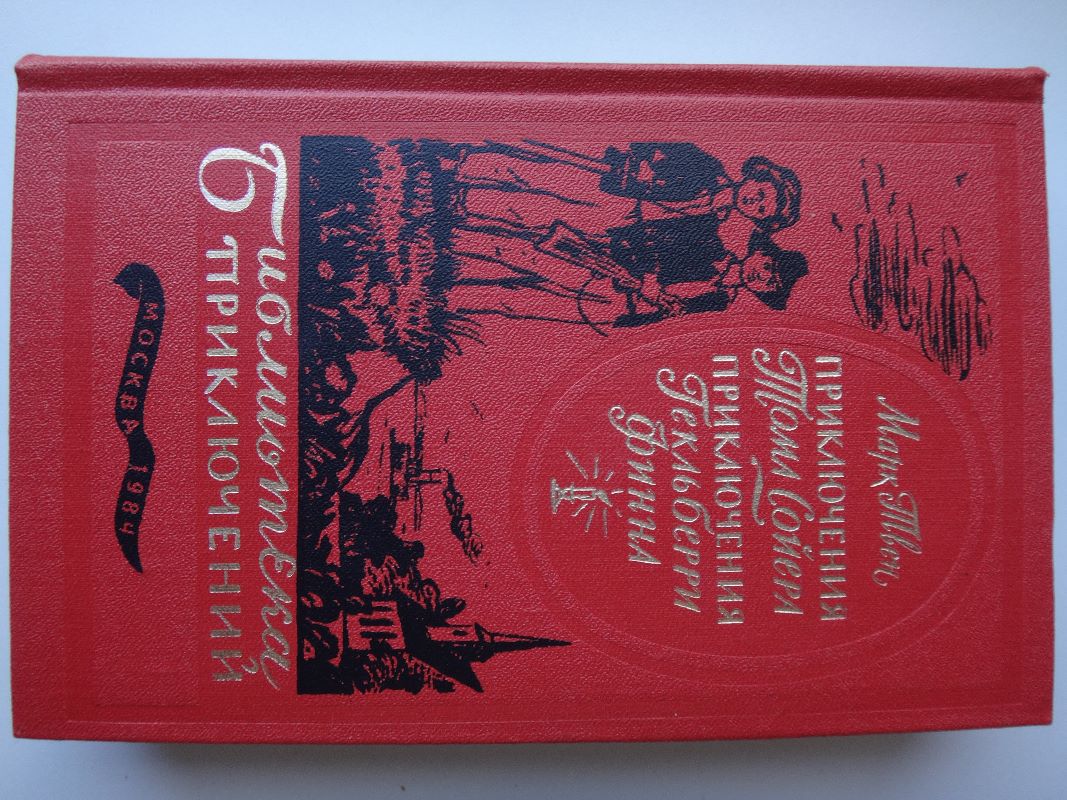 Марк Твен
ПРИКЛЮЧЕНИЯ
Тома Сойера
ПРИКЛЮЧЕНИЯ
Гекльберри
Финна
Библиотека
ПРИКЛЮЧЕНИЙ
МОСКВА 1984